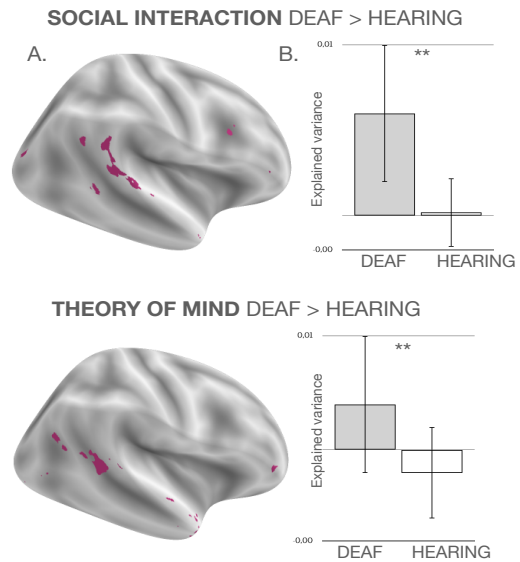 SOCIAL INTERACTION DEAF > HEARING
A.
B.
0.01
**
Explained variance
-0.00
DEAF HEARING
THEORY OF MIND DEAF > HEARING
0.01
**
Explained variance
-0.00
DEAF HEARING